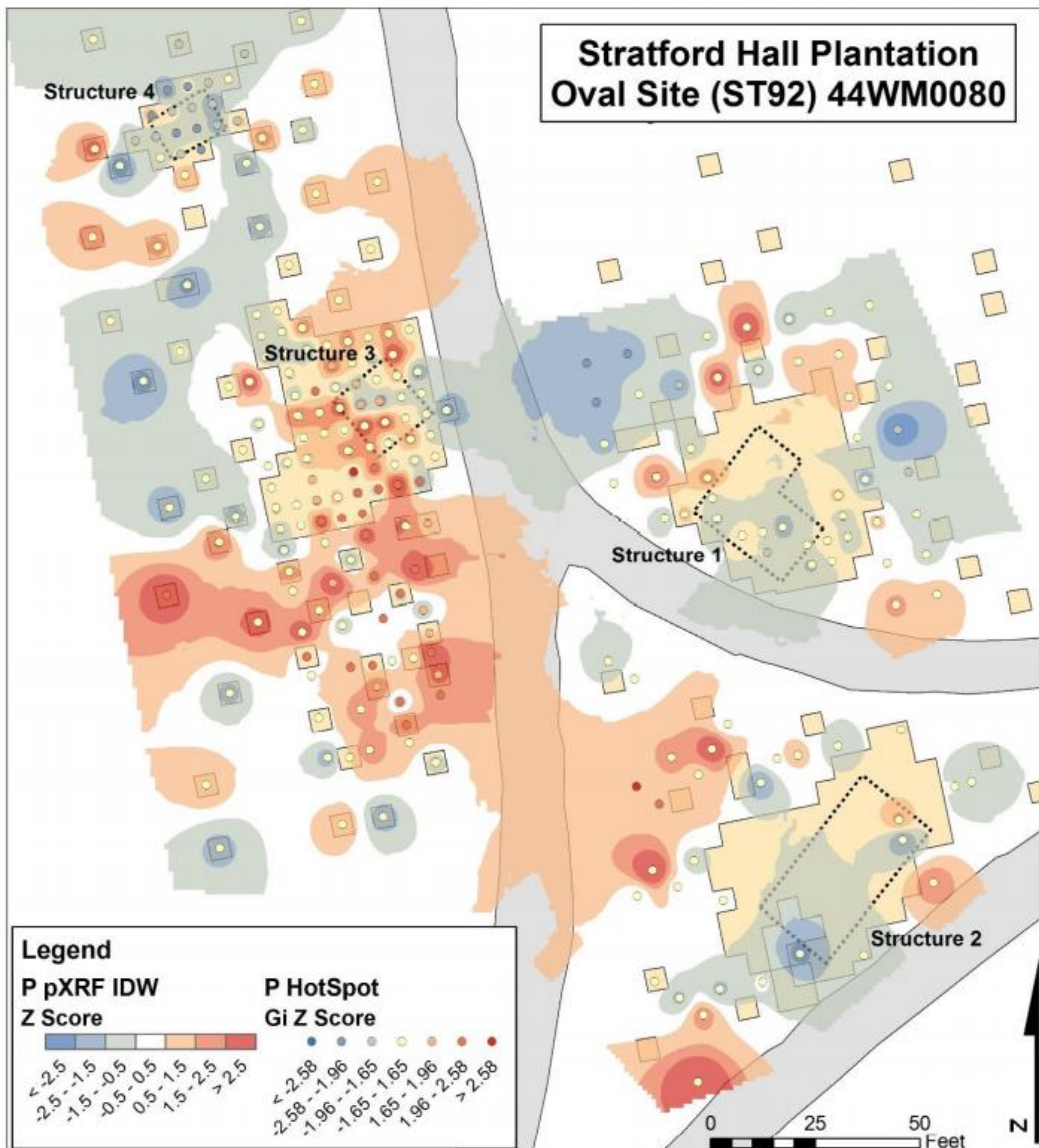 Stratford Hall Plantation
Oval Site (ST92) 44WM0080
Structure 4
Structure 3
Structure 1
Structure 2
Legend
P pXRF IDW
Z Score
< -2.5
-2.5 - -1.5
-1.5 - -0.5
-0.5 - 0.5
0.5 - 1.5
1.5 - 2.5
> 2.5
P HotSpot
Gi Z Score
< -2.58
-2.58 - -1.96
-1.96 - -1.65
-1.65 - 1.65
1.65 - 1.96
1.96 - 2.58
> 2.58
0 25 50
Feet
N